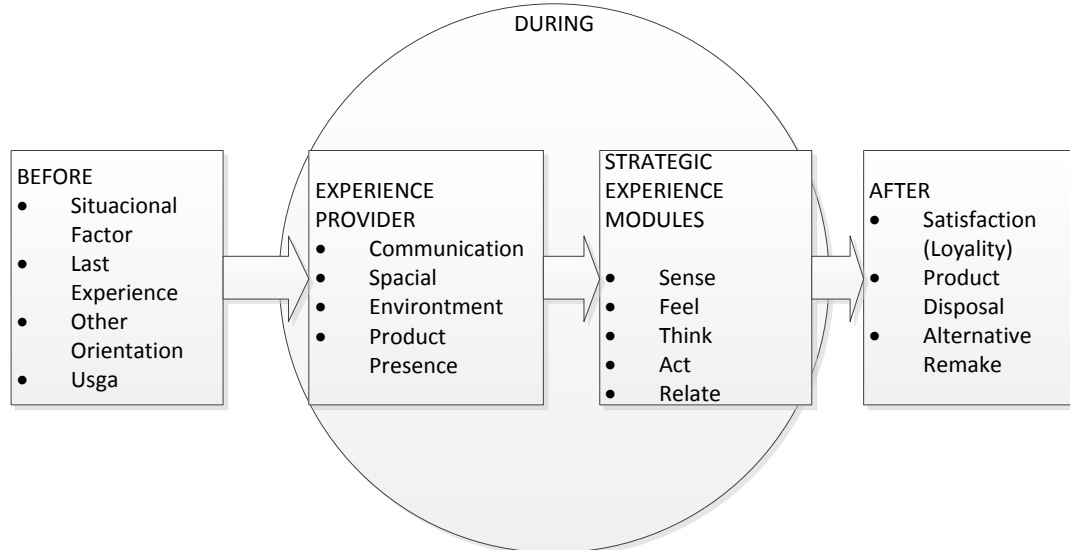 DURING
BEFORE
• Situacional
Factor
• Last
Experience
• Other
Orientation
• Usga
EXPERIENCE
PROVIDER
• Communication
• Spacial
• Environtment
• Product
Presence
STRATEGIC
EXPERIENCE
MODULES
• Sense
• Feel
• Think
• Act
• Relate
AFTER
• Satisfaction
(Loyality)
• Product
Disposal
• Alternative
Remake